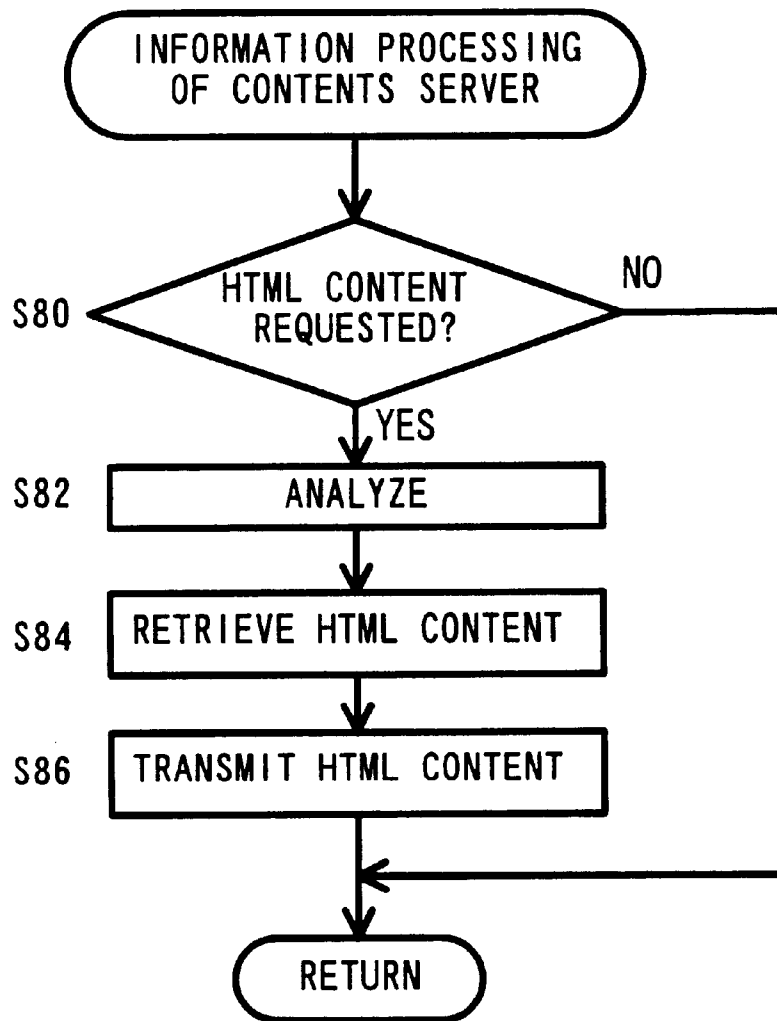 INFORMATION PROCESSING
OF CONTENTS SERVER
S80
HTML CONTENT
REQUESTED?
NO
YES
S82
ANALYZE
S84
RETRIEVE HTML CONTENT
S86
TRANSMIT HTML CONTENT
RETURN